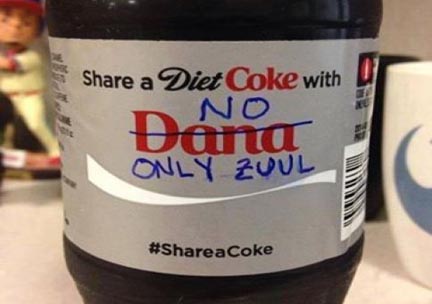 Share a Diet Coke with
NO
Dana
ONLY ZUUL
#ShareaCoke